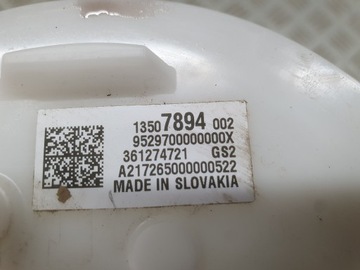 13507894 002
9529700000000X
361274721 GS2
A217265000000522
MADE IN SLOVAKIA